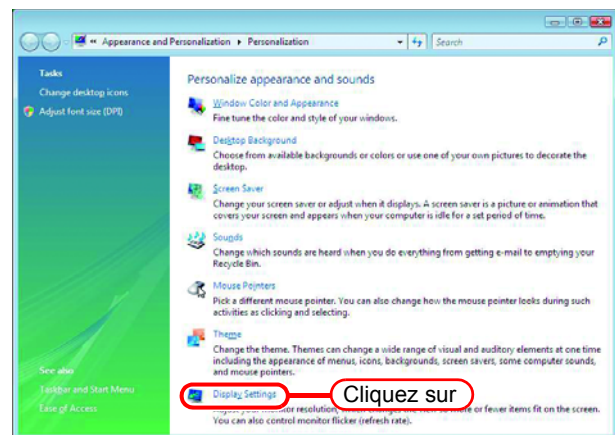 Appearance and Personalization
Personalization
Search
Tasks
Change desktop icons
Adjust font size (DPI)
See also
Taskbar and Start Menu
Ease of Access
Personalize appearance and sounds
Window Color and Appearance
Fine tune the color and style of your windows.
Desktop Background
Choose from available backgrounds or colors or use one of your own pictures to decorate the
desktop.
Screen Saver
Change your screen saver or adjust when it displays. A screen saver is a picture or animation that
covers your screen and appears when your computer is idle for a set period of time.
Sounds
Change which sounds are heard when you do everything from getting e-mail to emptying your
Recycle Bin.
Mouse Pointers
Pick a different mouse pointer. You can also change how the mouse pointer looks during such
activities as clicking and selecting.
Theme
Change the theme. Themes can change a wide range of visual and auditory elements at one time
including the appearance of menus, icons, backgrounds, screen savers, some computer sounds,
and mouse pointers.
Display Settings
Cliquez sur
or resolution, or fewer items fit on the screen.
You can also control monitor flicker (refresh rate).